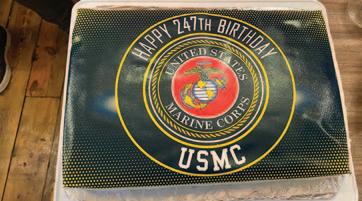 HAPPY 247TH BIRTHDAY
UNITED STATES
MARINE CORPS
USMC